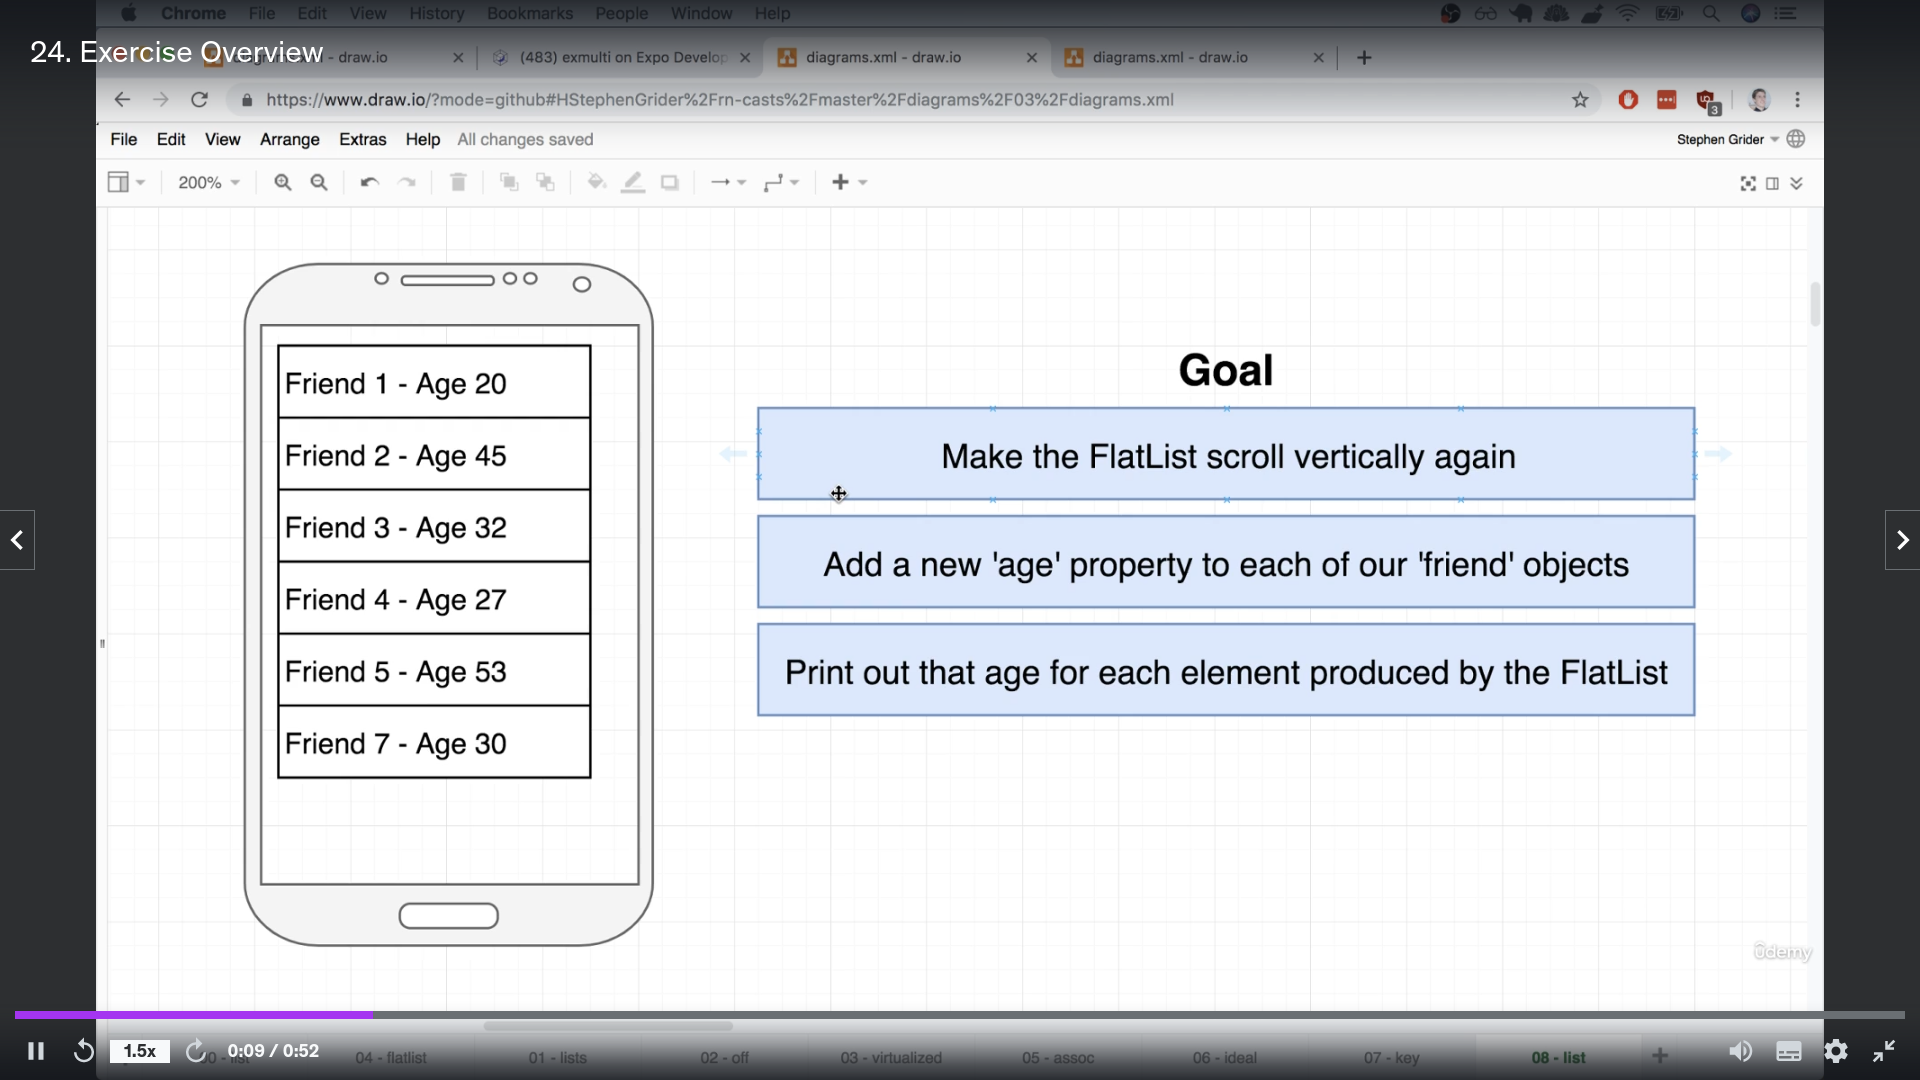 Chrome File Edit View History Bookmarks People Window Help
24. Exercise Overview
- draw.io
(483) exmulti on Expo Develop
diagrams.xml - draw.io
diagrams.xml - draw.io
https://www.draw.io/?mode=github#HStephenGrider%2Frn-casts%2Fmaster%2Fdiagrams%2F03%2Fdiagrams.xml
3
File Edit View Arrange Extras Help All changes saved
Stephen Grider
200%
Goal
Friend 1 - Age 20
Friend 2 - Age 45
Friend 3 - Age 32
Friend 4 - Age 27
Friend 5 - Age 53
Friend 7 - Age 30
Make the FlatList scroll vertically again
Add a new 'age' property to each of our 'friend' objects
Print out that age for each element produced by the FlatList
ûdemy
1.5x
0:09 / 0:52
04 - flatlist
01 - lists
02 - off
03 - virtualized
05 - assoc
06 - ideal
07 - key
08 - list